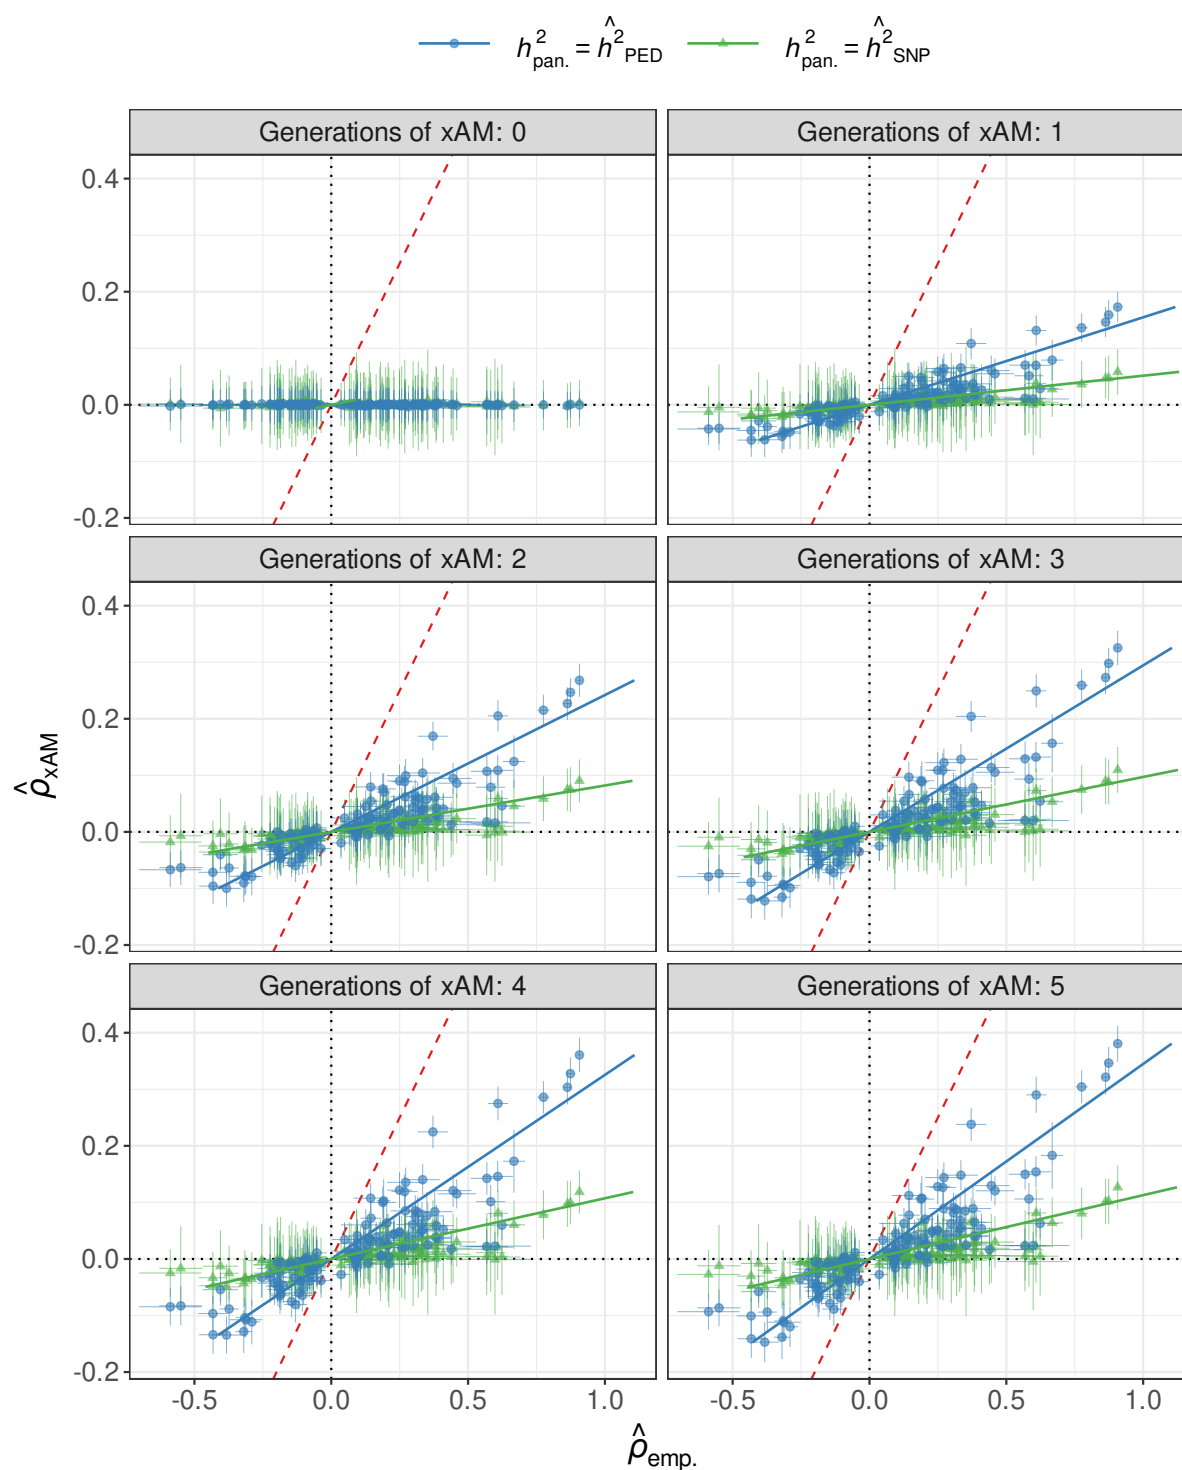 h²pan. = ĥ²PED h²pan. = ĥ²SNP
Generations of xAM: 0 Generations of xAM: 1
0.4
0.2
0.0
-0.2
Generations of xAM: 2 Generations of xAM: 3
0.4
0.2
0.0
-0.2
ρ̂xAM
Generations of xAM: 4 Generations of xAM: 5
0.4
0.2
0.0
-0.2
-0.5 0.0 0.5 1.0 -0.5 0.0 0.5 1.0
ρ̂emp.